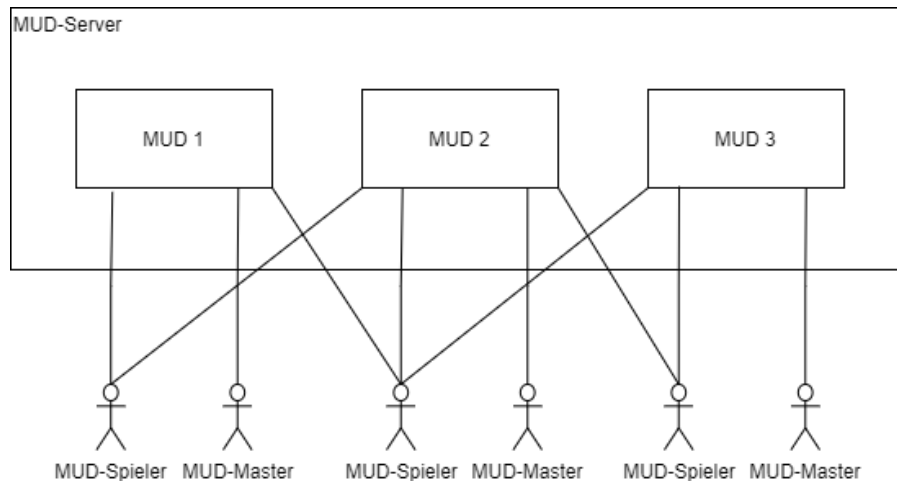 MUD-Server
MUD 1
MUD 2
MUD 3
MUD-Spieler
MUD-Master
MUD-Spieler
MUD-Master
MUD-Spieler
MUD-Master